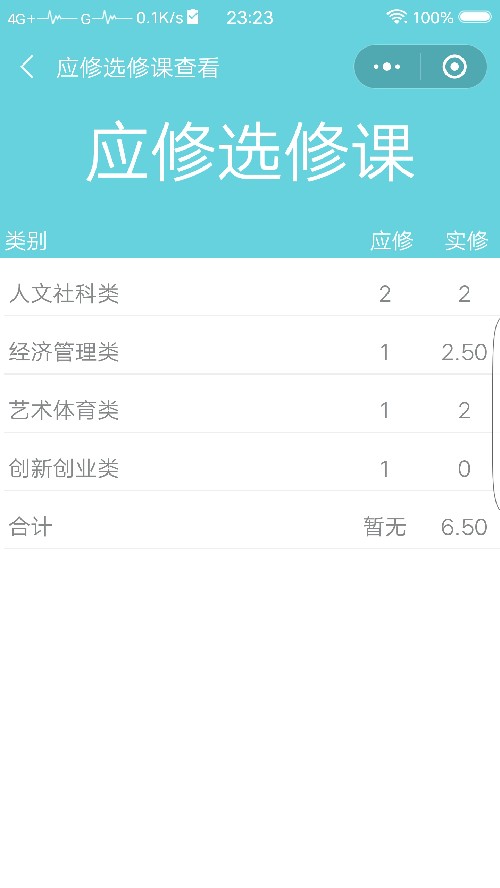 4G+ G 0.1K/s 23:23 100%
应修选修课查看
应修选修课
类别 应修 实修
人文社科类 2 2
经济管理类 1 2.50
艺术体育类 1 2
创新创业类 1 0
合计 暂无 6.50